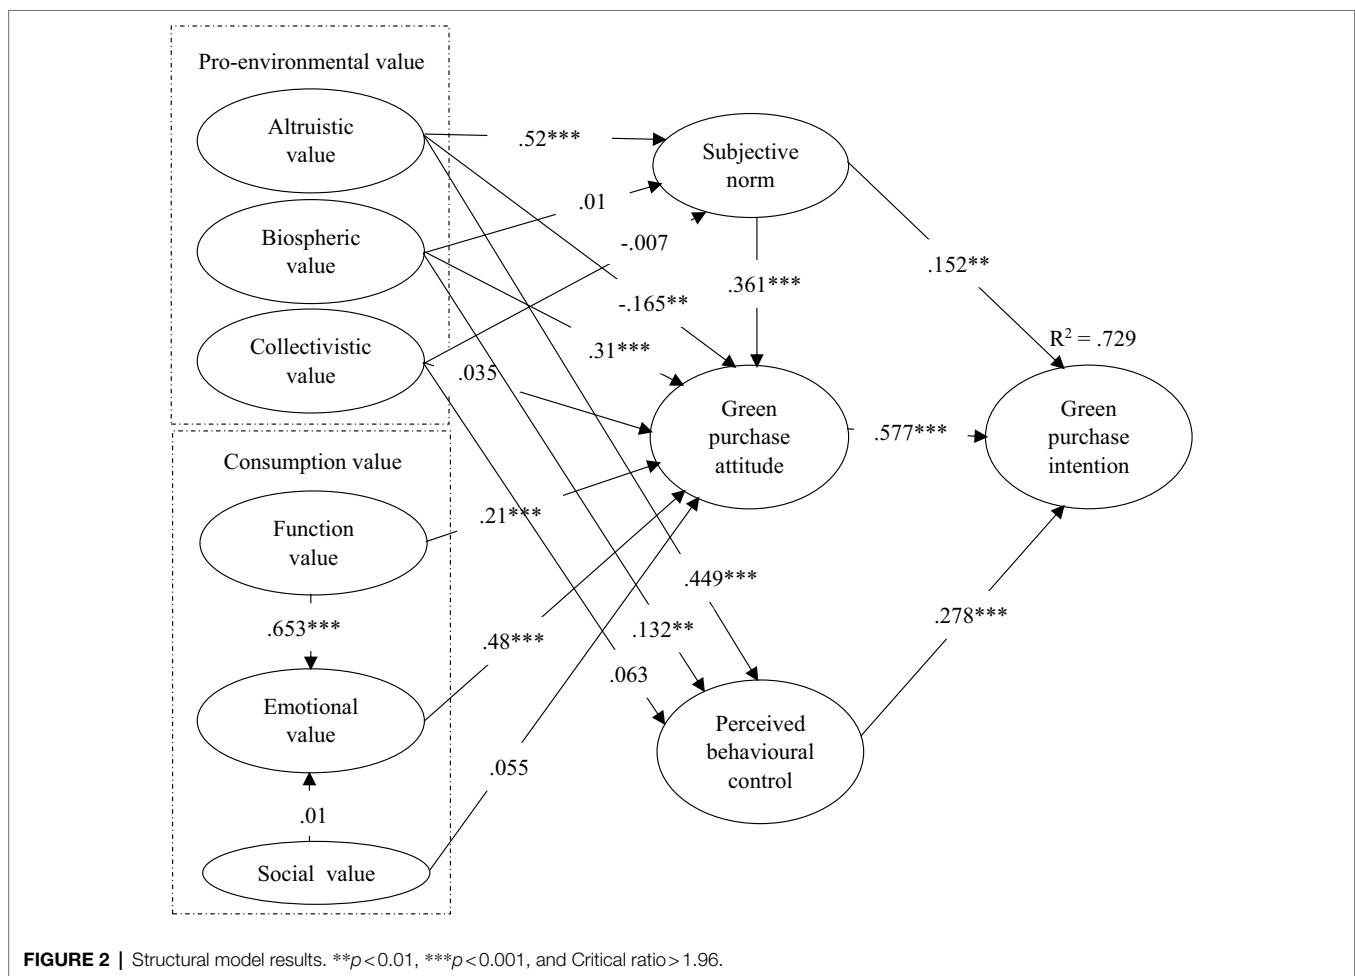 Pro-environmental value
Altruistic
value
Biospheric
value
Collectivistic
value
Consumption value
Function
value
.653***
Emotional
value
.01
Social value
.52***
.01
-.007
-.165**
.31***
.035
.21***
.48***
.055
.449***
.132**
.063
Subjective
norm
.361***
Green
purchase
attitude
Perceived
behavioural
control
.152**
.577***
.278***
R² = .729
Green
purchase
intention
FIGURE 2 | Structural model results. **p<0.01, ***p<0.001, and Critical ratio>1.96.